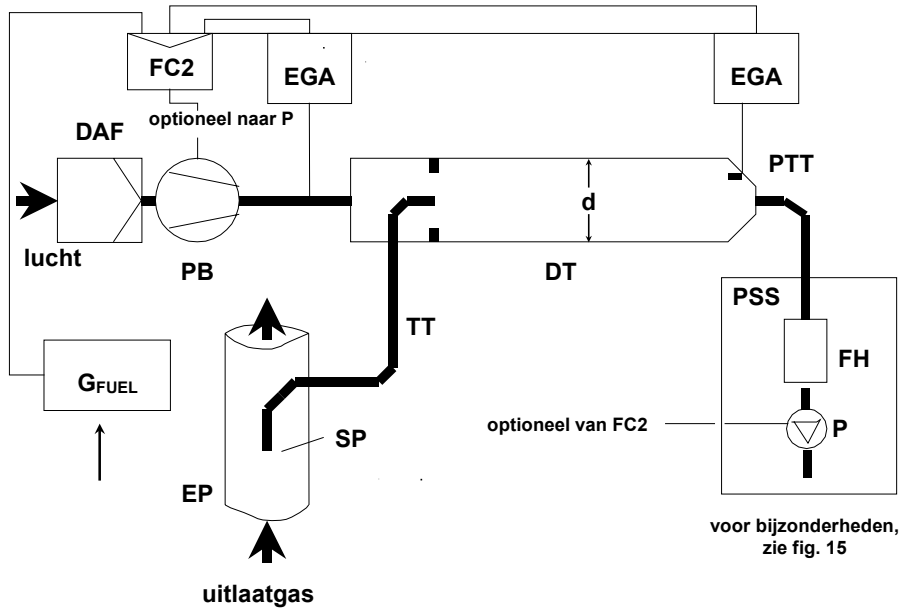 FC2
EGA
EGA
optioneel naar P
DAF
PTT
d
lucht
PB
DT
PSS
TT
FH
GFUEL
optioneel van FC2
P
SP
EP
voor bijzonderheden,
zie fig. 15
uitlaatgas